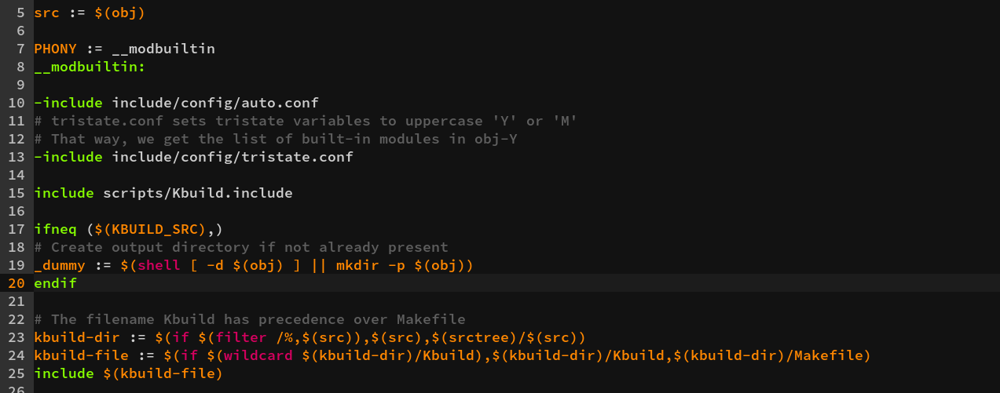 5 src := $(obj)
6
7 PHONY := __modbuiltin
8 __modbuiltin:
9
10 -include include/config/auto.conf
11 # tristate.conf sets tristate variables to uppercase 'Y' or 'M'
12 # That way, we get the list of built-in modules in obj-Y
13 -include include/config/tristate.conf
14
15 include scripts/Kbuild.include
16
17 ifneq ($(KBUILD_SRC),)
18 # Create output directory if not already present
19 _dummy := $(shell [ -d $(obj) ] || mkdir -p $(obj))
20 endif
21
22 # The filename Kbuild has precedence over Makefile
23 kbuild-dir := $(if $(filter /%,$(src)),$(src),$(srctree)/$(src))
24 kbuild-file := $(if $(wildcard $(kbuild-dir)/Kbuild),$(kbuild-dir)/Kbuild,$(kbuild-dir)/Makefile)
25 include $(kbuild-file)
26